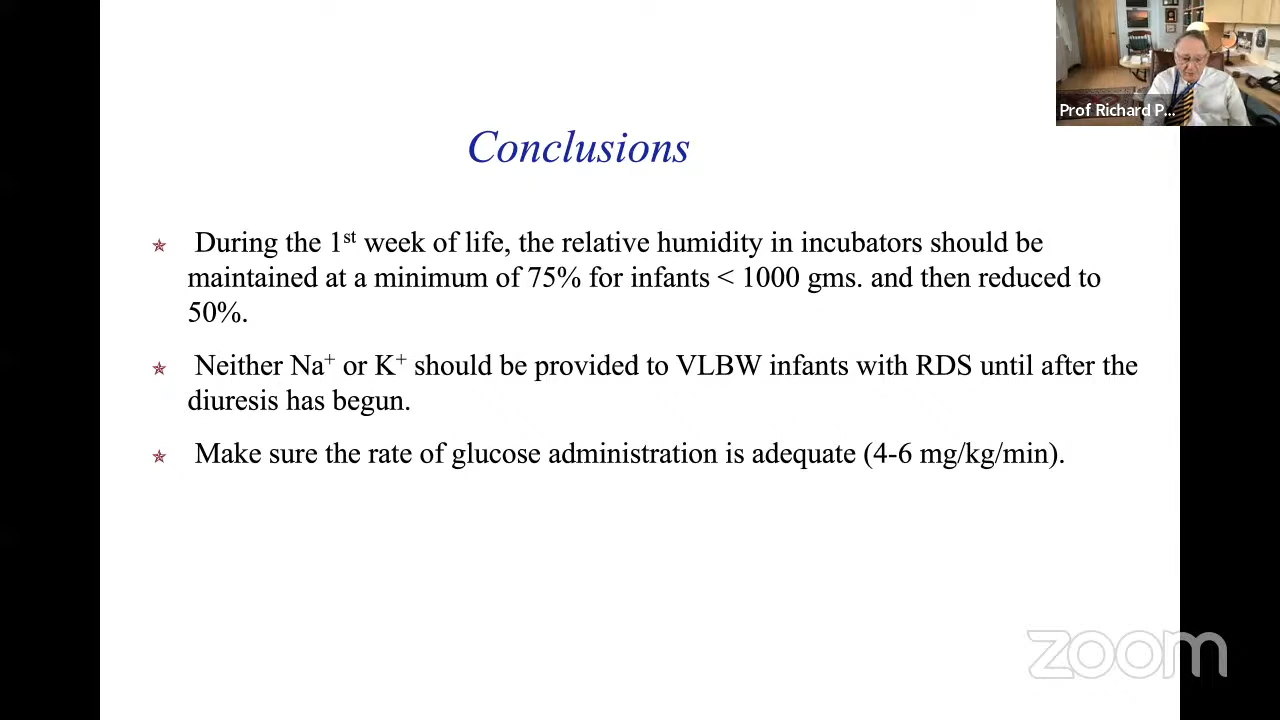 Prof Richard P...
Conclusions
✯ During the 1st week of life, the relative humidity in incubators should be
maintained at a minimum of 75% for infants < 1000 gms. and then reduced to
50%.
✯ Neither Na+ or K+ should be provided to VLBW infants with RDS until after the
diuresis has begun.
✯ Make sure the rate of glucose administration is adequate (4-6 mg/kg/min).
zoom